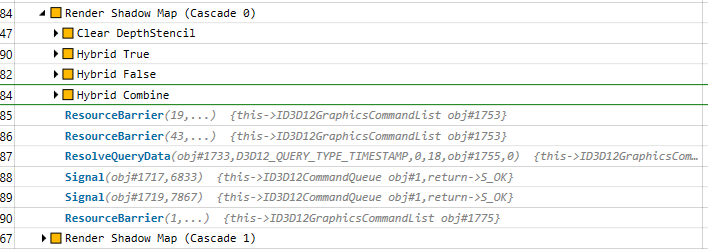 84 Render Shadow Map (Cascade 0)
47 Clear DepthStencil
90 Hybrid True
82 Hybrid False
84 Hybrid Combine
85 ResourceBarrier(19,...) {this->ID3D12GraphicsCommandList obj#1753}
86 ResourceBarrier(43,...) {this->ID3D12GraphicsCommandList obj#1753}
87 ResolveQueryData(obj#1733,D3D12_QUERY_TYPE_TIMESTAMP,0,18,obj#1755,0) {this->ID3D12GraphicsCom...
88 Signal(obj#1717,6833) {this->ID3D12CommandQueue obj#1,return->S_OK}
89 Signal(obj#1719,7867) {this->ID3D12CommandQueue obj#1,return->S_OK}
90 ResourceBarrier(1,...) {this->ID3D12GraphicsCommandList obj#1775}
67 Render Shadow Map (Cascade 1)